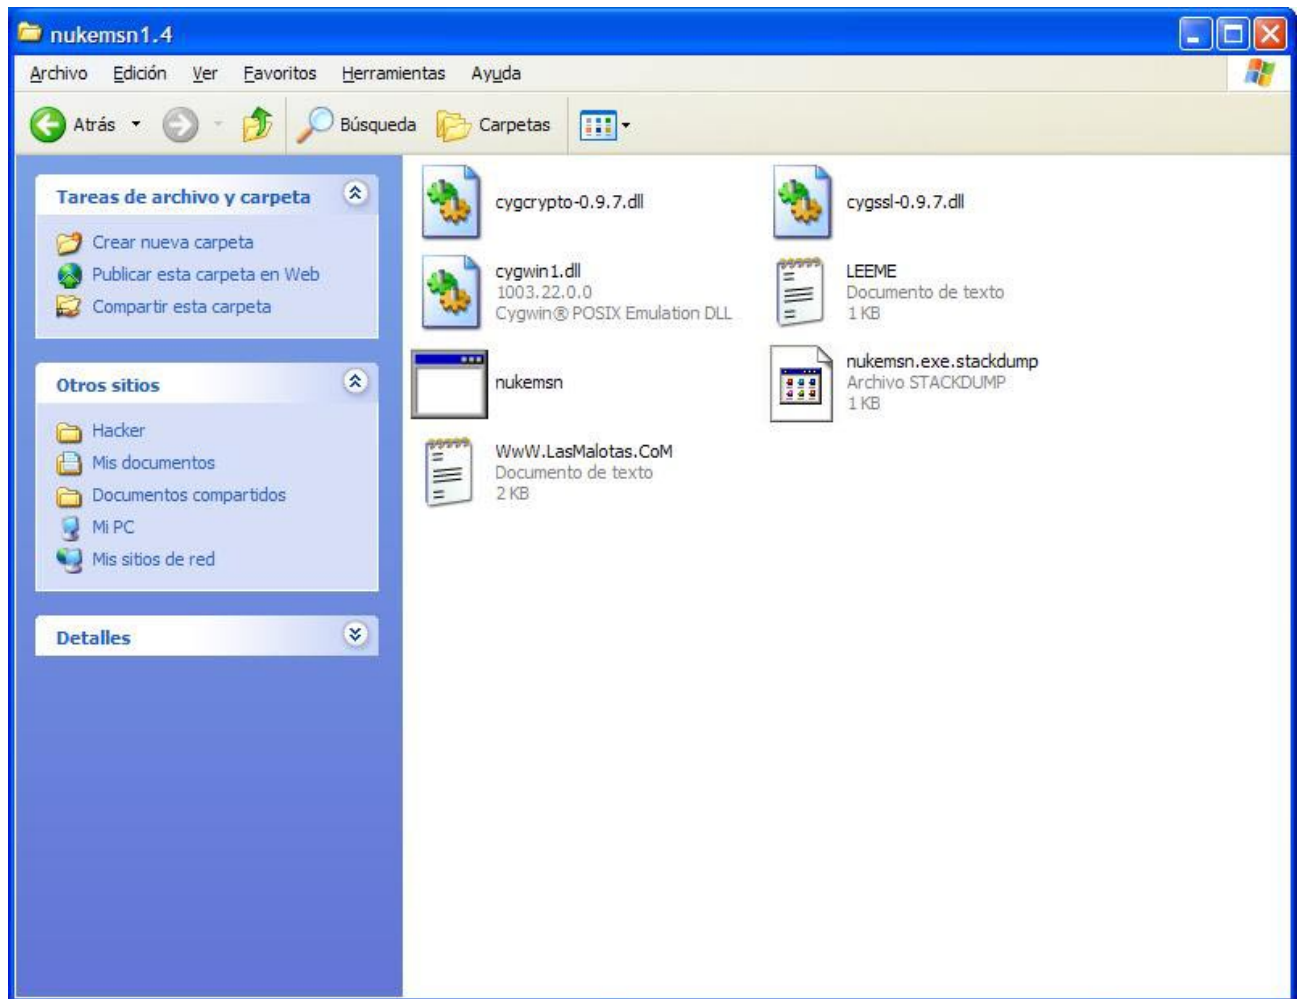 nukemsn1.4
Archivo Edición Ver Favoritos Herramientas Ayuda
Atrás Búsqueda Carpetas
Tareas de archivo y carpeta
Crear nueva carpeta
Publicar esta carpeta en Web
Compartir esta carpeta
Otros sitios
Hacker
Mis documentos
Documentos compartidos
Mi PC
Mis sitios de red
Detalles
cygcrypto-0.9.7.dll
cygssl-0.9.7.dll
cygwin1.dll
1003.22.0.0
Cygwin® POSIX Emulation DLL
LEEME
Documento de texto
1 KB
nukemsn
nukemsn.exe.stackdump
Archivo STACKDUMP
1 KB
WwW.LasMalotas.CoM
Documento de texto
2 KB